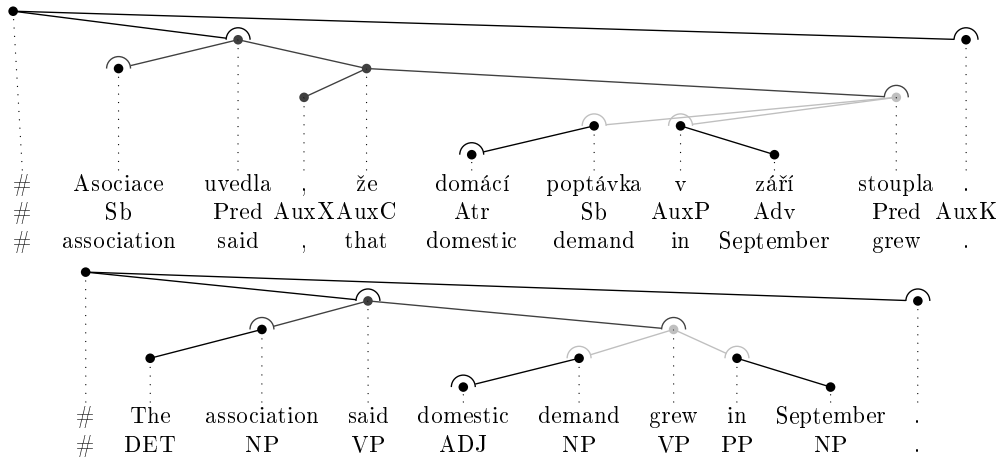 # Asociace uvedla , že domácí poptávka v září stoupla .
# Sb Pred AuxX AuxC Atr Sb AuxP Adv Pred AuxK
# association said , that domestic demand in September grew .
# The association said domestic demand grew in September .
# DET NP VP ADJ NP VP PP NP .